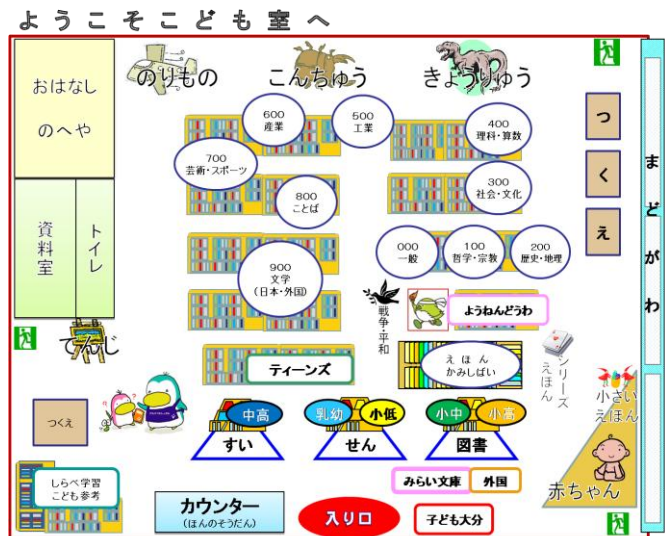 ようこそこども室へ
おはなし
のへや
のりもの
こんちゅう
きょうりゅう
600
産業
500
工業
400
理科・算数
700
芸術・スポーツ
300
社会・文化
800
ことば
つくえ
まどがわ
資料室
トイレ
000
一般
100
哲学・宗教
200
歴史・地理
900
文学
(日本・外国)
戦争・平和
ようねんどうわ
てんじ
ティーンズ
えほん
かみしばい
シリーズ
えほん
小さい
えほん
つくえ
中高
乳幼
小低
小中
小高
すい
せん
図書
赤ちゃん
しらべ学習
こども参考
みらい文庫
外国
カウンター
(ほんのそうだん)
入り口
子ども大分